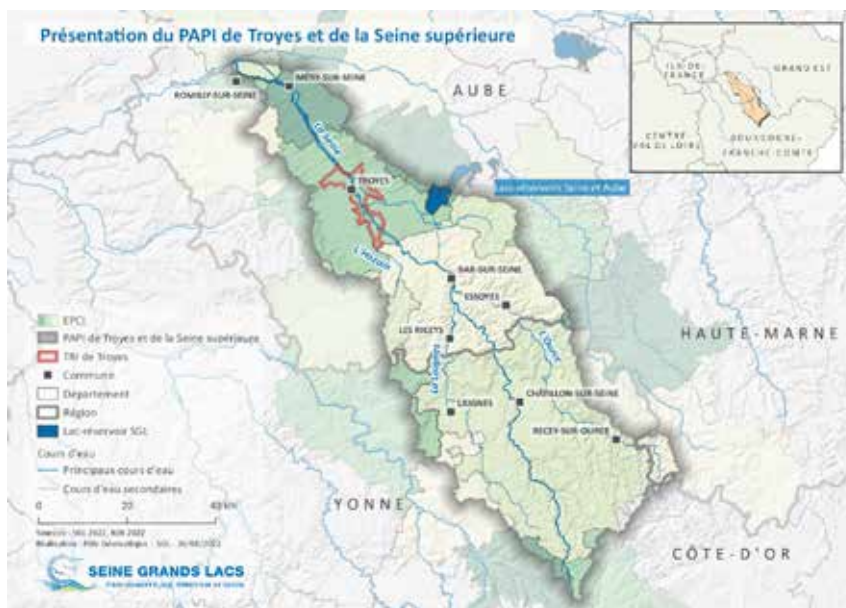 Présentation du PAPI de Troyes et de la Seine supérieure
ILE-DE-
FRANCE
GRAND EST
CENTRE-
VAL DE LOIRE
BOURGOGNE-
FRANCHE-COMTÉ
MÉRY-SUR-SEINE
ROMILLY-SUR-SEINE
AUBE
La Seine
TROYES
Lacs-réservoirs Seine et Aube
L'Hozain
BAR-SUR-SEINE
ESSOYES
LES RICEYS
L'Ource
HAUTE-MARNE
LAIGNES
CHÂTILLON-SUR-SEINE
RECEY-SUR-OURCE
YONNE
CÔTE-D'OR
EPCI
PAPI de Troyes et de la Seine supérieure
TRI de Troyes
Commune
Département
Région
Lac-réservoir SGL
Cours d'eau
Principaux cours d'eau
Cours d'eau secondaires
0 20 40 km
SEINE GRANDS LACS